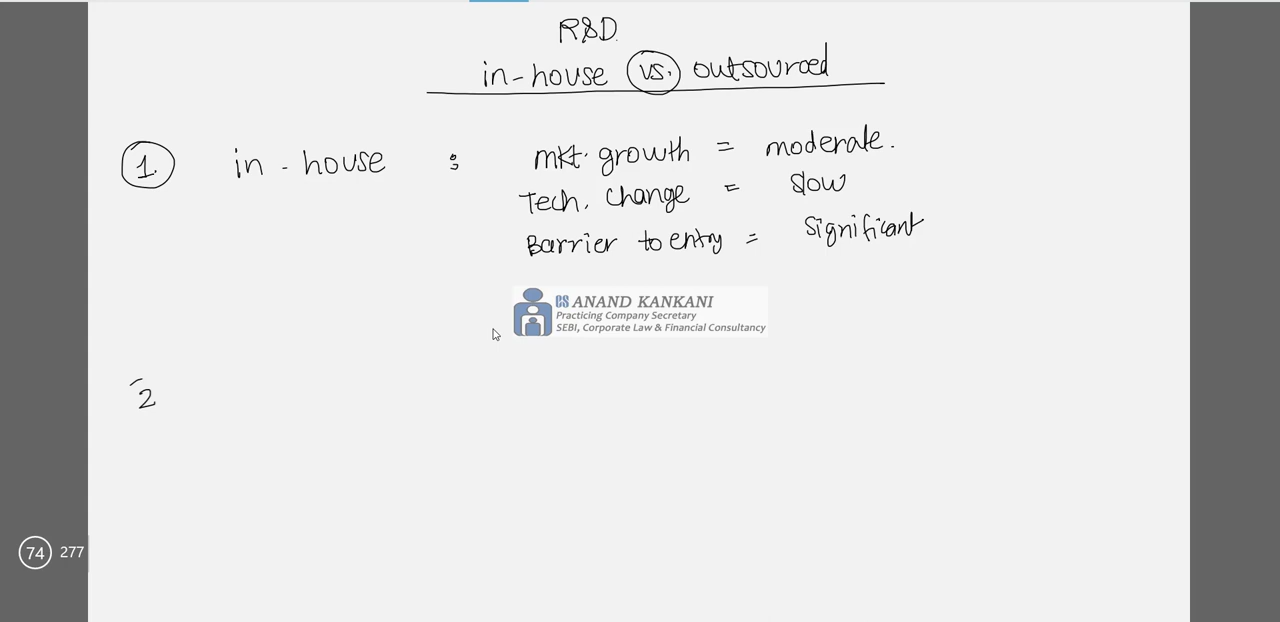 R&D.
in-house vs. outsourced
1. in-house : mkt. growth = moderate.
Tech. change = slow
Barrier to entry = significant
CS ANAND KANKANI
Practicing Company Secretary
SEBI, Corporate Law & Financial Consultancy
2
74 277